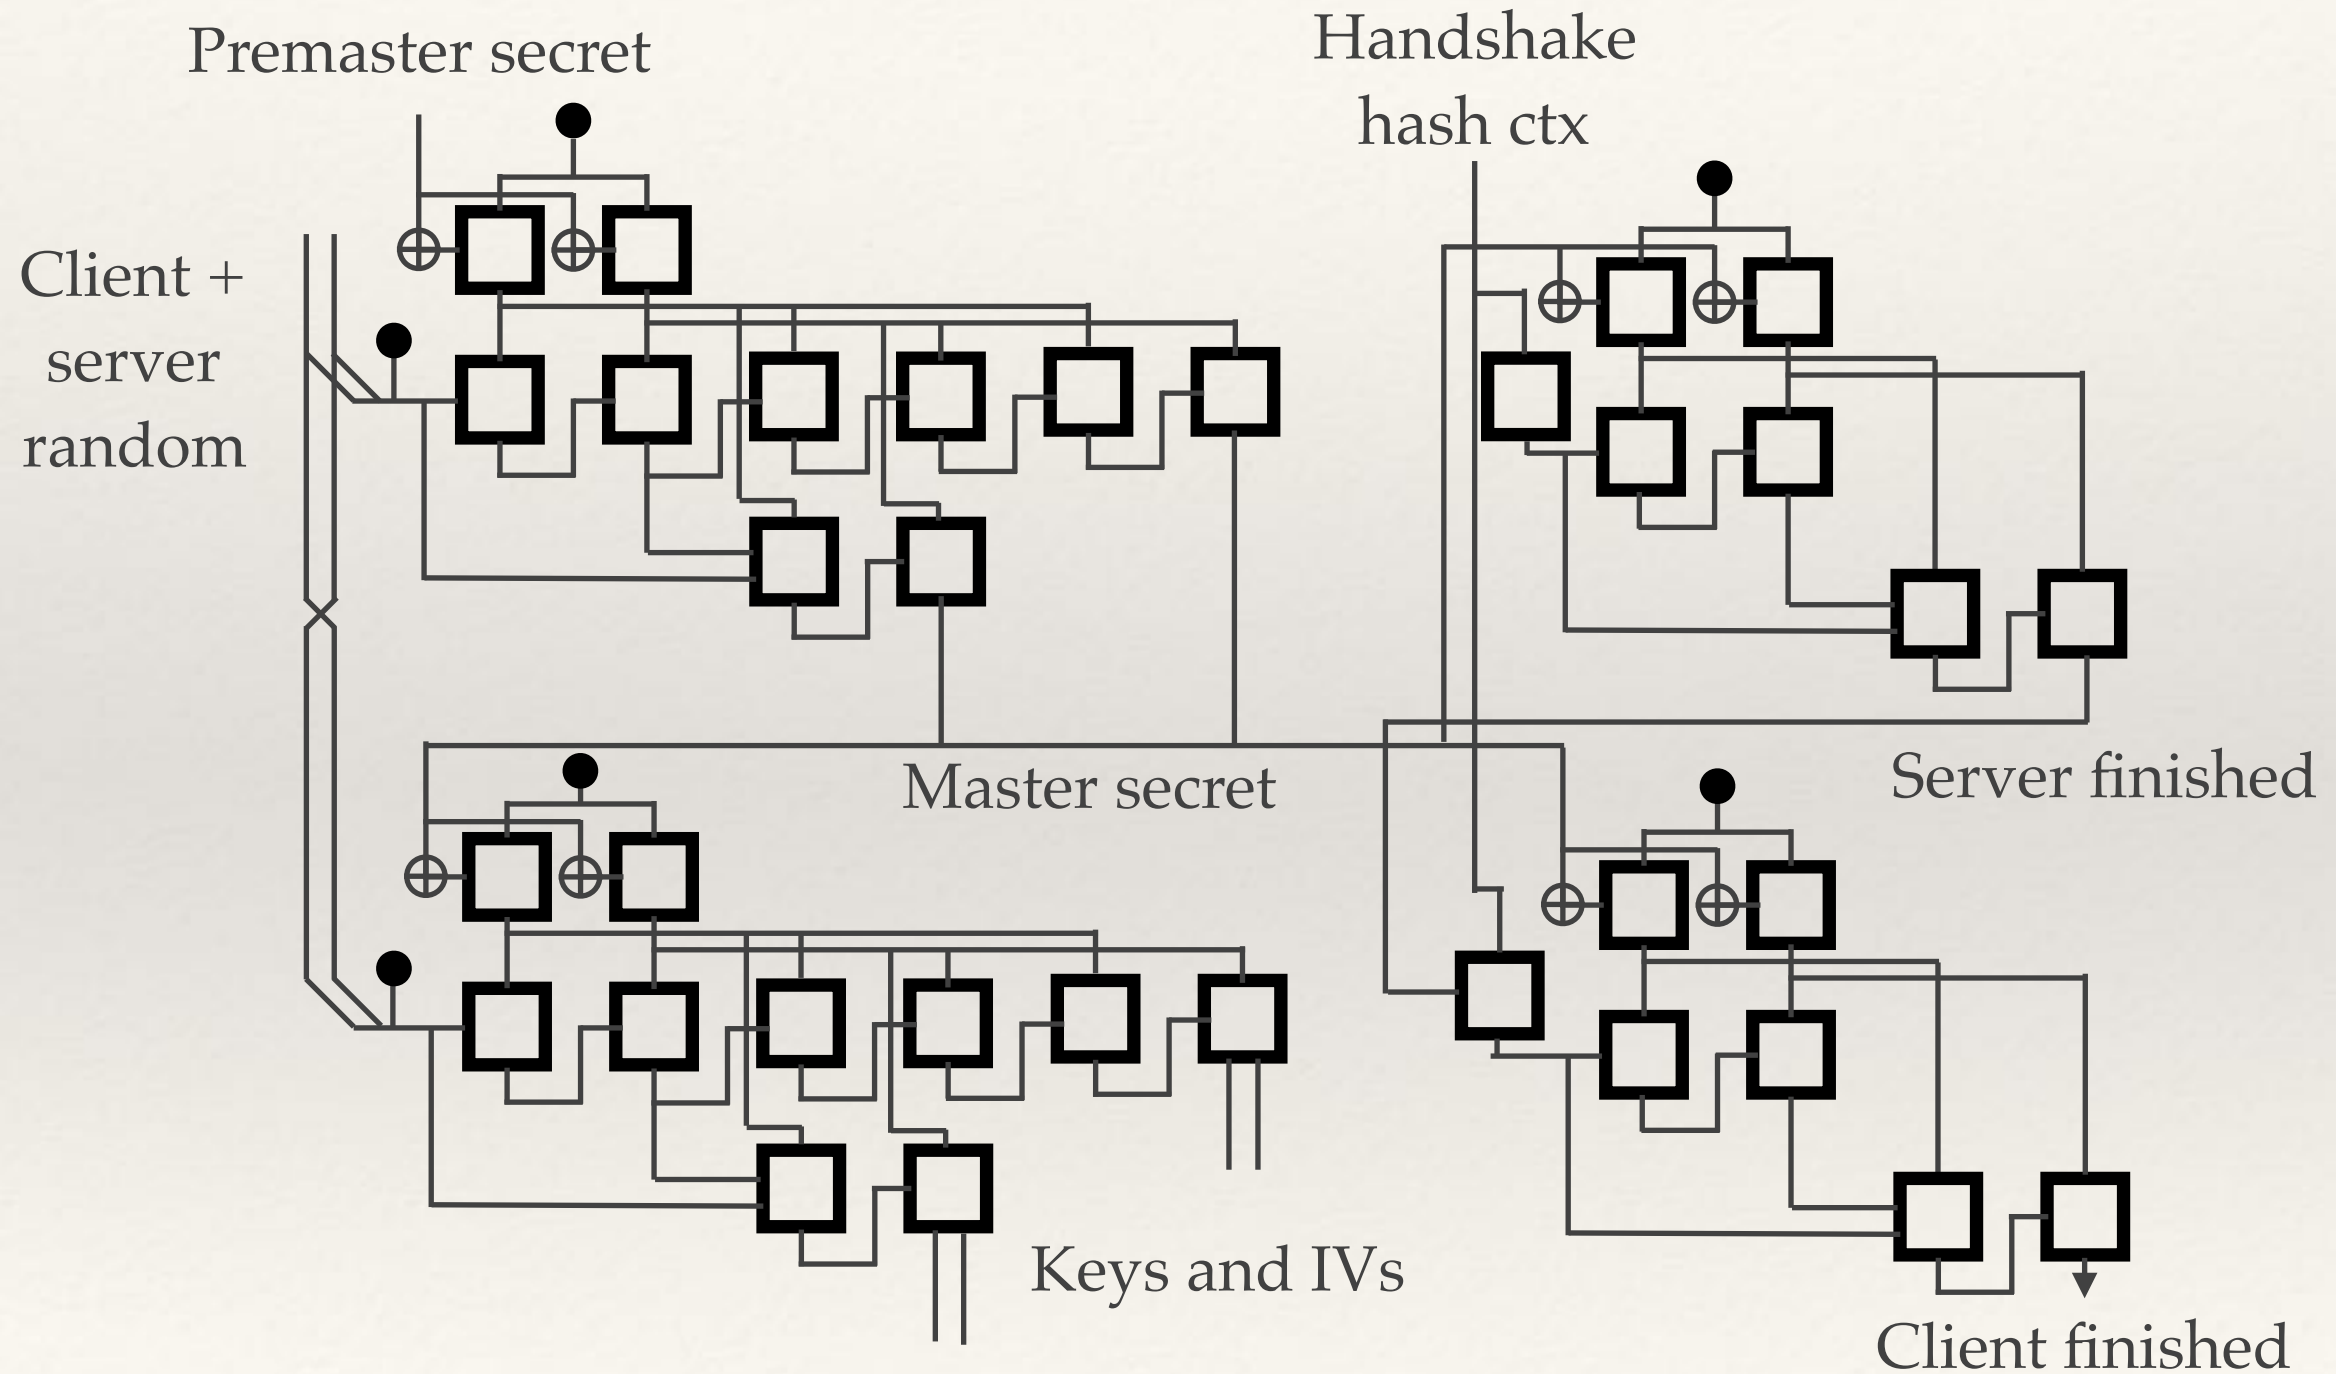 Premaster secret
Handshake
hash ctx
Client +
server
random
Master secret
Server finished
Keys and IVs
Client finished